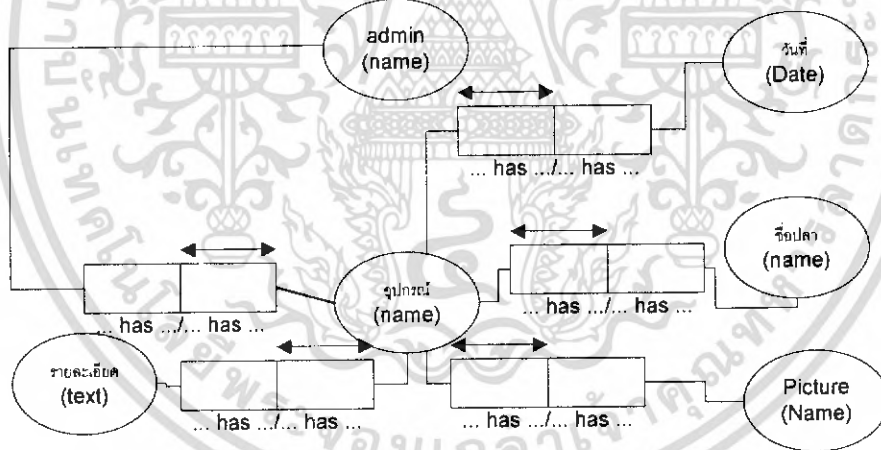 admin
(name)
วันที่
(Date)
... has .../... has ...
ชื่อปลา
(name)
อุปกรณ์
(name)
... has .../... has ...
... has .../... has ...
รายละเอียด
(text)
Picture
(Name)
... has .../... has ...
... has .../... has ...